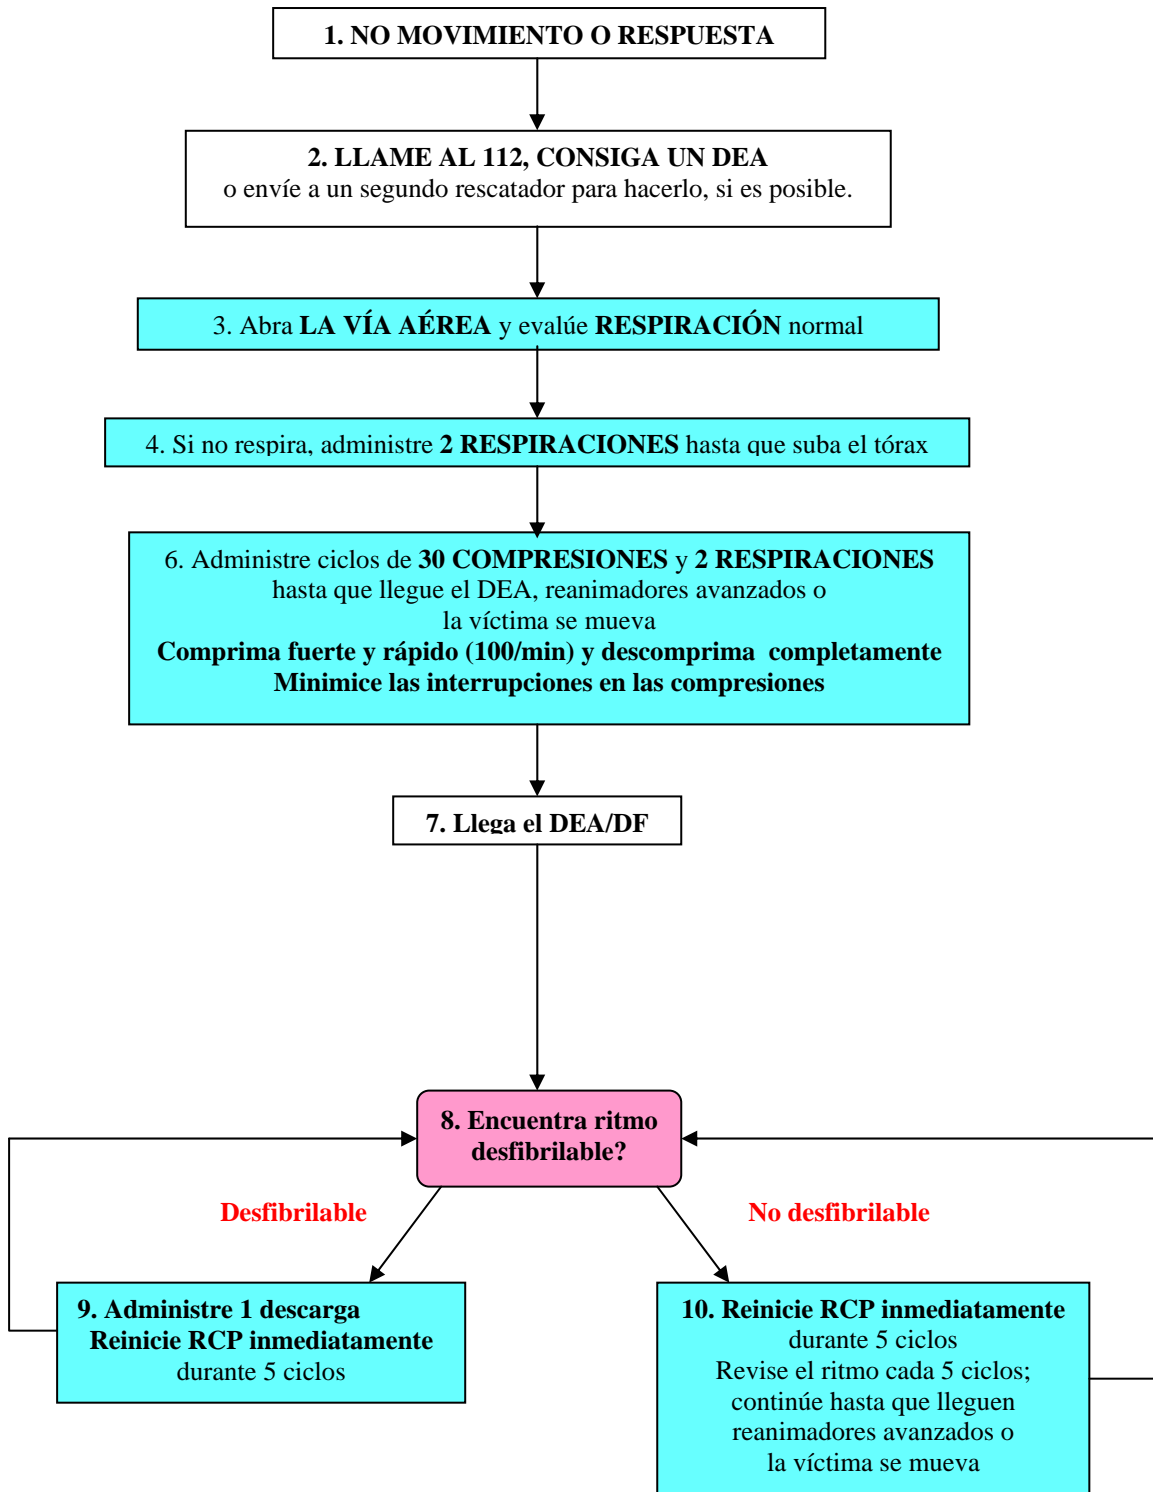 1. NO MOVIMIENTO O RESPUESTA
2. LLAME AL 112, CONSIGA UN DEA
o envíe a un segundo rescatador para hacerlo, si es posible.
3. Abra LA VÍA AÉREA y evalúe RESPIRACIÓN normal
4. Si no respira, administre 2 RESPIRACIONES hasta que suba el tórax
6. Administre ciclos de 30 COMPRESIONES y 2 RESPIRACIONES
hasta que llegue el DEA, reanimadores avanzados o
la víctima se mueva
Comprima fuerte y rápido (100/min) y descomprima completamente
Minimice las interrupciones en las compresiones
7. Llega el DEA/DF
8. Encuentra ritmo
desfibrilable?
Desfibrilable
No desfibrilable
9. Administre 1 descarga
Reinicie RCP inmediatamente
durante 5 ciclos
10. Reinicie RCP inmediatamente
durante 5 ciclos
Revise el ritmo cada 5 ciclos;
continúe hasta que lleguen
reanimadores avanzados o
la víctima se mueva